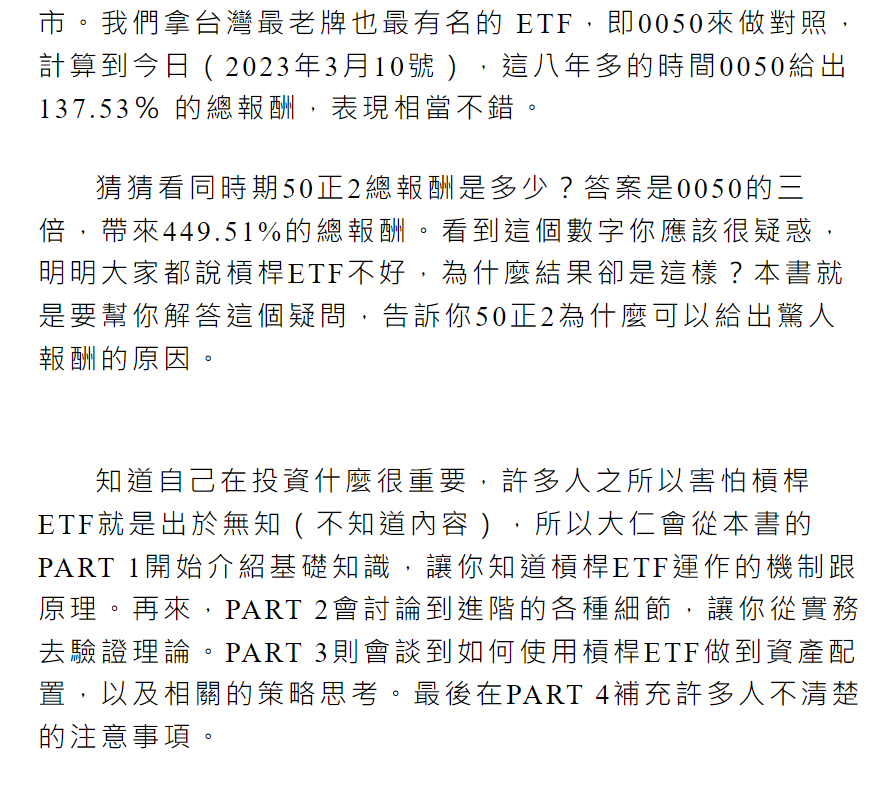 市。我們拿台灣最老牌也最有名的 ETF，即0050來做對照，
計算到今日（2023年3月10號），這八年多的時間0050給出
137.53% 的總報酬，表現相當不錯。
猜猜看同時期50正2總報酬是多少？答案是0050的三
倍，帶來449.51%的總報酬。看到這個數字你應該很疑惑，
明明大家都說槓桿ETF不好，為什麼結果卻是這樣？本書就
是要幫你解答這個疑問，告訴你50正2為什麼可以給出驚人
報酬的原因。
知道自己在投資什麼很重要，許多人之所以害怕槓桿
ETF就是出於無知（不知道內容），所以大仁會從本書的
PART 1開始介紹基礎知識，讓你知道槓桿ETF運作的機制跟
原理。再來，PART 2會討論到進階的各種細節，讓你從實務
去驗證理論。PART 3則會談到如何使用槓桿ETF做到資產配
置，以及相關的策略思考。最後在PART 4補充許多人不清楚
的注意事項。